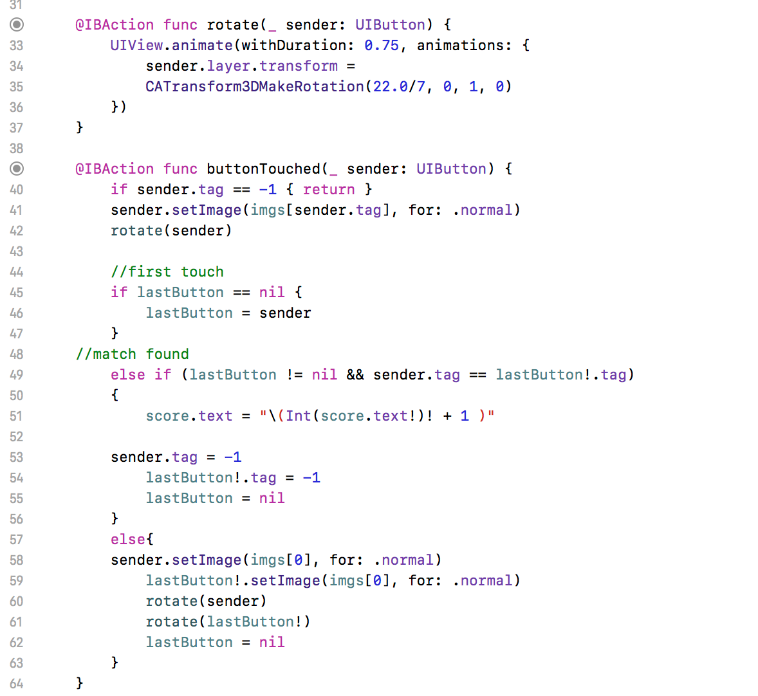 31
@IBAction func rotate(_ sender: UIButton) {
33 UIView.animate(withDuration: 0.75, animations: {
34 sender.layer.transform =
35 CATransform3DMakeRotation(22.0/7, 0, 1, 0)
36 })
37 }
38
@IBAction func buttonTouched(_ sender: UIButton) {
40 if sender.tag == -1 { return }
41 sender.setImage(imgs[sender.tag], for: .normal)
42 rotate(sender)
43
44 //first touch
45 if lastButton == nil {
46 lastButton = sender
47 }
48 //match found
49 else if (lastButton != nil && sender.tag == lastButton!.tag)
50 {
51 score.text = "\(Int(score.text!)! + 1 )"
52
53 sender.tag = -1
54 lastButton!.tag = -1
55 lastButton = nil
56 }
57 else{
58 sender.setImage(imgs[0], for: .normal)
59 lastButton!.setImage(imgs[0], for: .normal)
60 rotate(sender)
61 rotate(lastButton!)
62 lastButton = nil
63 }
64 }